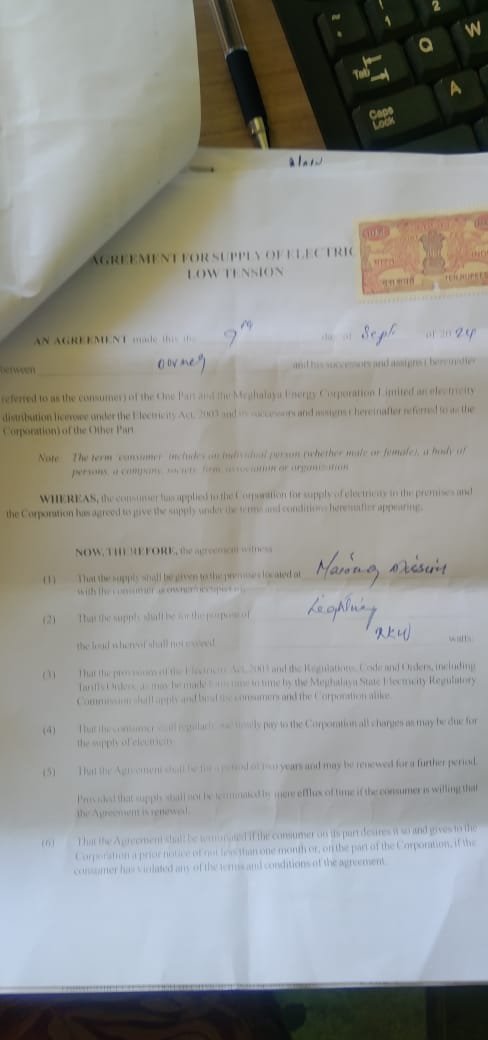 ~
!
1
2
Tab
Q
W
Caps
Lock
A
AGREEMENT FOR SUPPLY OF ELECTRIC
LOW TENSION
TEN RUPEES
AN AGREEMENT made this the 9th day of Sept. of 2024
between and his successors and assigns (hereinafter
referred to as the consumer) of the One Part and the Meghalaya Energy Corporation Limited an electricity
distribution licensee under the Electricity Act, 2003 and its successors and assigns (hereinafter referred to as the
Corporation) of the Other Part.
Note: The term 'consumer' includes an individual person (whether male or female), a body of
persons, a company, society, firm, association or organization
WHEREAS, the consumer has applied to the Corporation for supply of electricity to the premises and
the Corporation has agreed to give the supply under the terms and conditions hereinafter appearing.
NOW, THEREFORE, the agreement witness
(1) That the supply shall be given to the premises located at
with the consumer as owner/occupier.
(2) That the supply shall be for the purpose of
the load whereof shall not exceed watts.
(3) That the provisions of the Electricity Act, 2003 and the Regulations, Code and Orders, including
Tariffs Orders, as may be made from time to time by the Meghalaya State Electricity Regulatory
Commission shall apply and bind the consumers and the Corporation alike.
(4) That the consumer shall regularly and timely pay to the Corporation all charges as may be due for
the supply of electricity.
(5) That the Agreement shall be for a period of two years and may be renewed for a further period.
Provided that supply shall not be terminated by mere efflux of time if the consumer is willing that
the Agreement is renewed.
(6) That the Agreement shall be terminated if the consumer on its part desires it so and gives to the
Corporation a prior notice of not less than one month or, on the part of the Corporation, if the
consumer has violated any of the terms and conditions of the agreement.